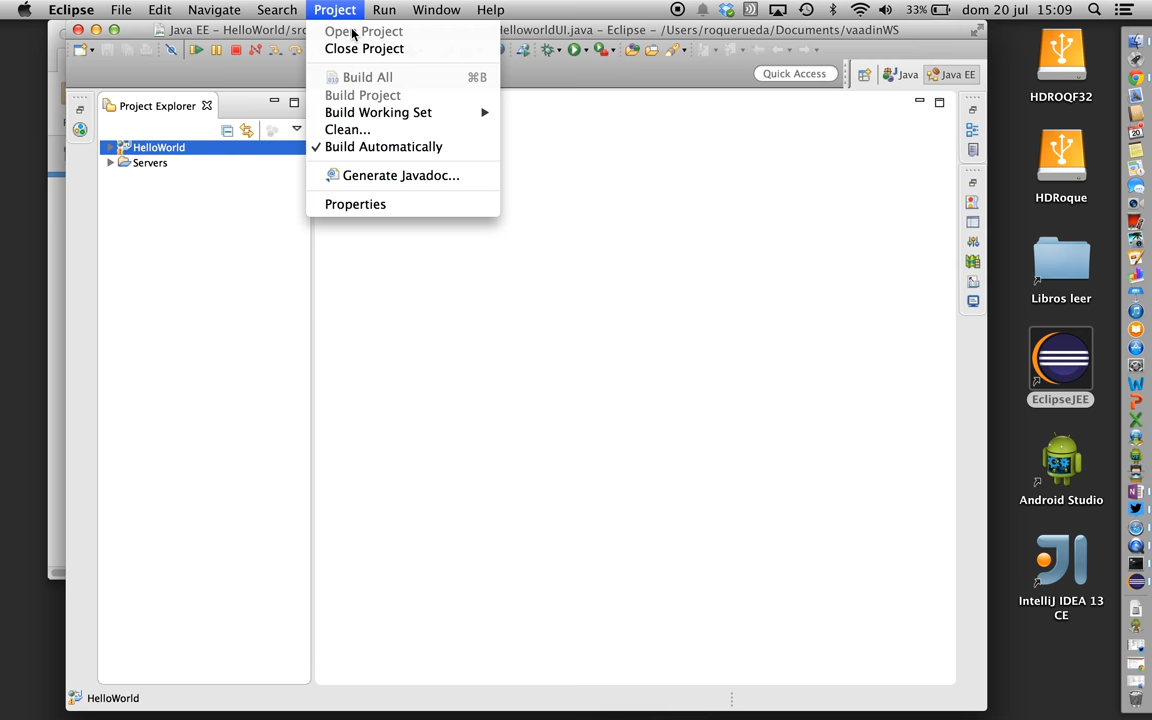 Eclipse File Edit Navigate Search Project Run Window Help 33% dom 20 jul 15:09
Java EE - HelloWorld/src HelloworldUI.java - Eclipse - /Users/roquerueda/Documents/vaadinWS
Open Project
Close Project
Build All ⌘B
Build Project
Build Working Set
Clean...
✓ Build Automatically
Generate Javadoc...
Properties
Quick Access Java Java EE
Project Explorer
HelloWorld
Servers
HelloWorld
HDROQF32
HDRoque
Libros leer
EclipseJEE
Android Studio
IntelliJ IDEA 13
CE